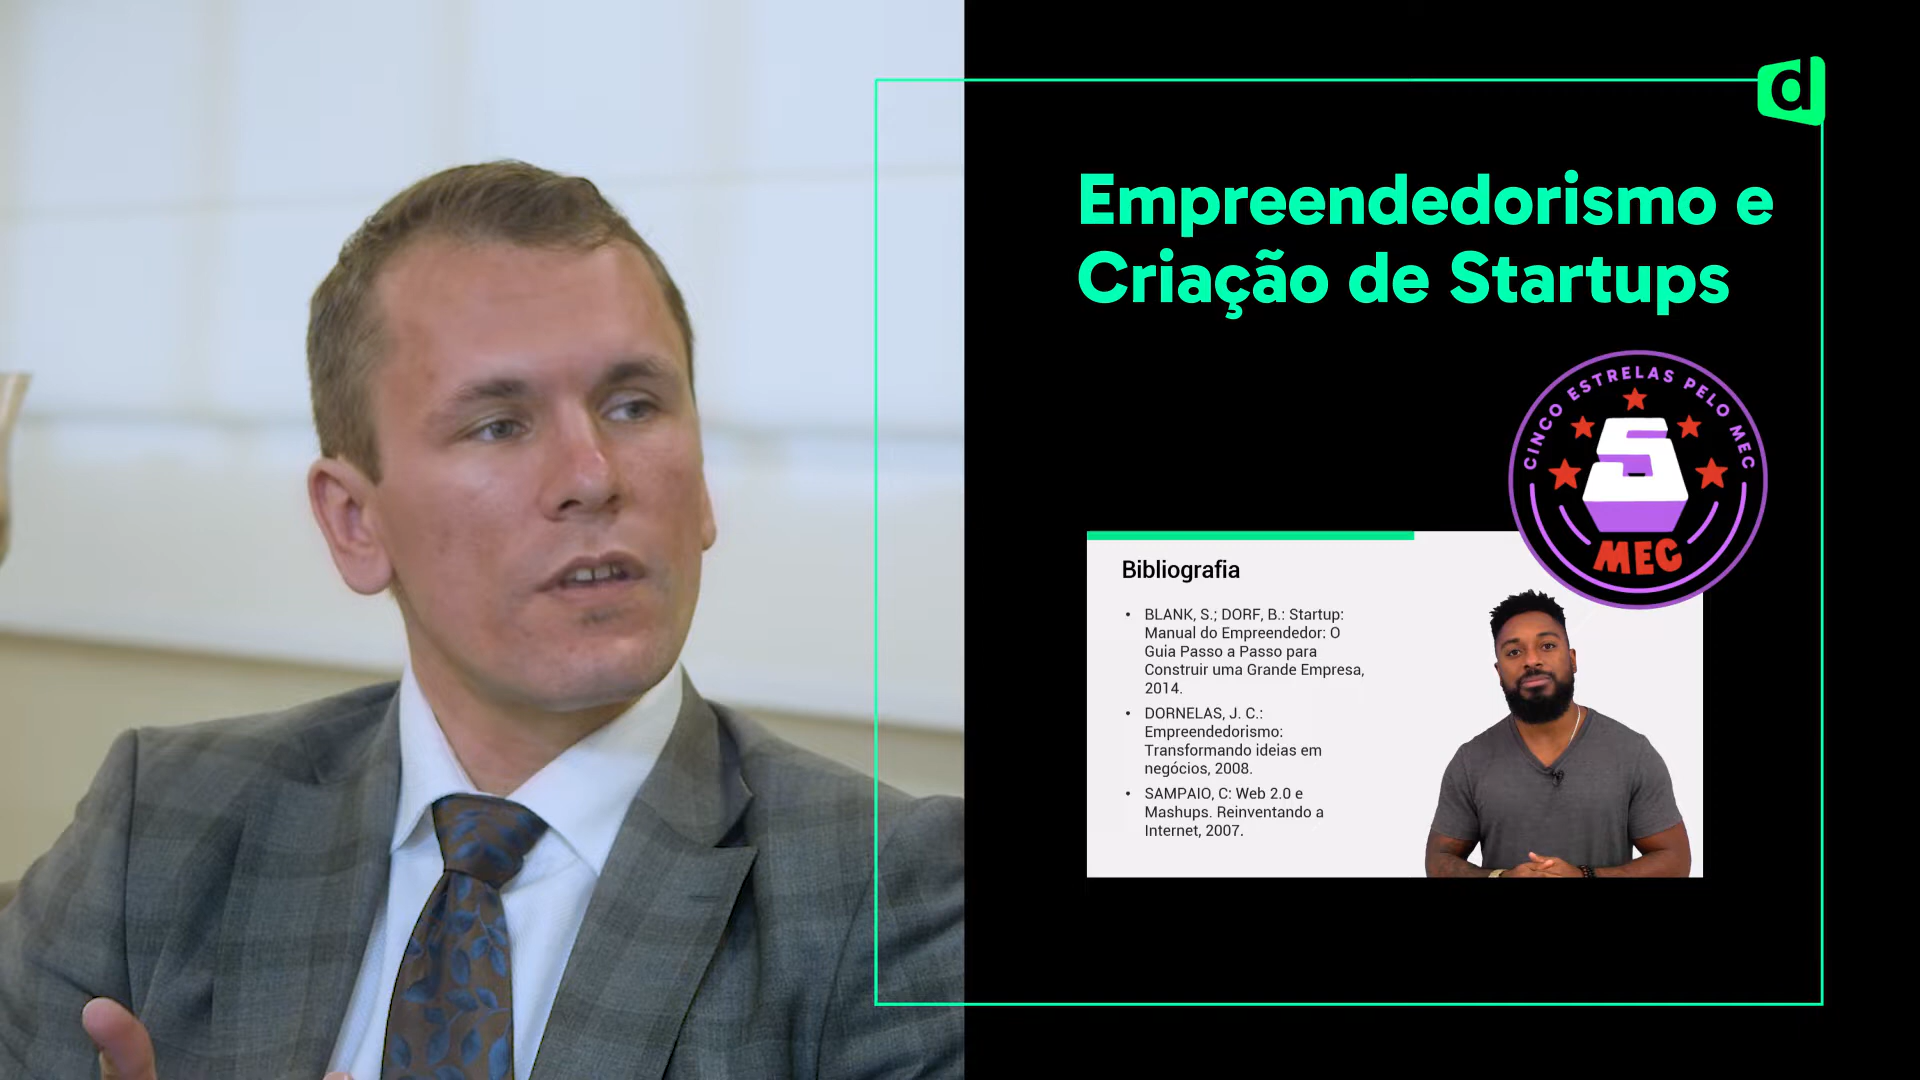 d
Empreendedorismo e
Criação de Startups
CINCO ESTRELAS PELO MEC
5
MEC
Bibliografia
• BLANK, S.; DORF, B.: Startup:
Manual do Empreendedor: O
Guia Passo a Passo para
Construir uma Grande Empresa,
2014.
• DORNELAS, J. C.:
Empreendedorismo:
Transformando ideias em
negócios, 2008.
• SAMPAIO, C: Web 2.0 e
Mashups. Reinventando a
Internet, 2007.